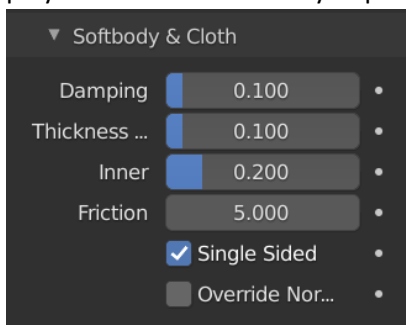 Softbody & Cloth
Damping 0.100
Thickness ... 0.100
Inner 0.200
Friction 5.000
Single Sided
Override Nor...